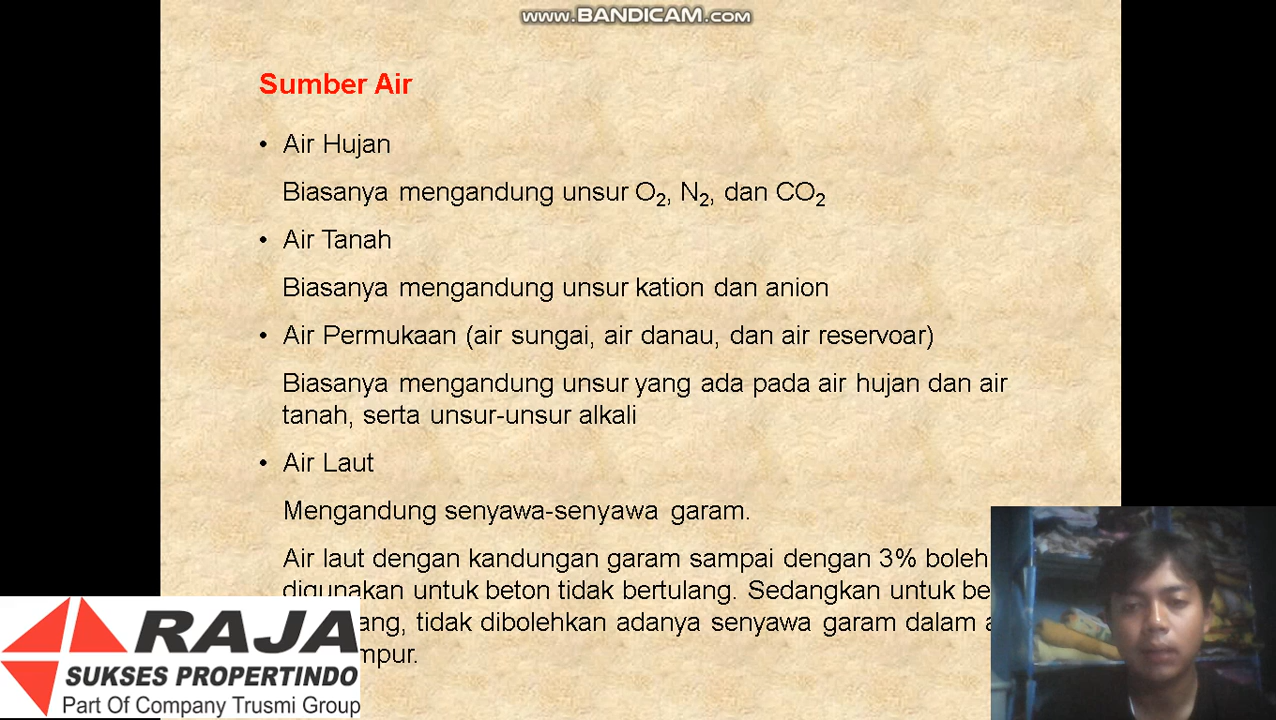 www.BANDICAM.com
Sumber Air
• Air Hujan
Biasanya mengandung unsur O₂, N₂, dan CO₂
• Air Tanah
Biasanya mengandung unsur kation dan anion
• Air Permukaan (air sungai, air danau, dan air reservoar)
Biasanya mengandung unsur yang ada pada air hujan dan air
tanah, serta unsur-unsur alkali
• Air Laut
Mengandung senyawa-senyawa garam.
Air laut dengan kandungan garam sampai dengan 3% boleh
digunakan untuk beton tidak bertulang. Sedangkan untuk
tidak dibolehkan adanya senyawa garam dalam
RAJA
SUKSES PROPERTINDO
Part Of Company Trusmi Group